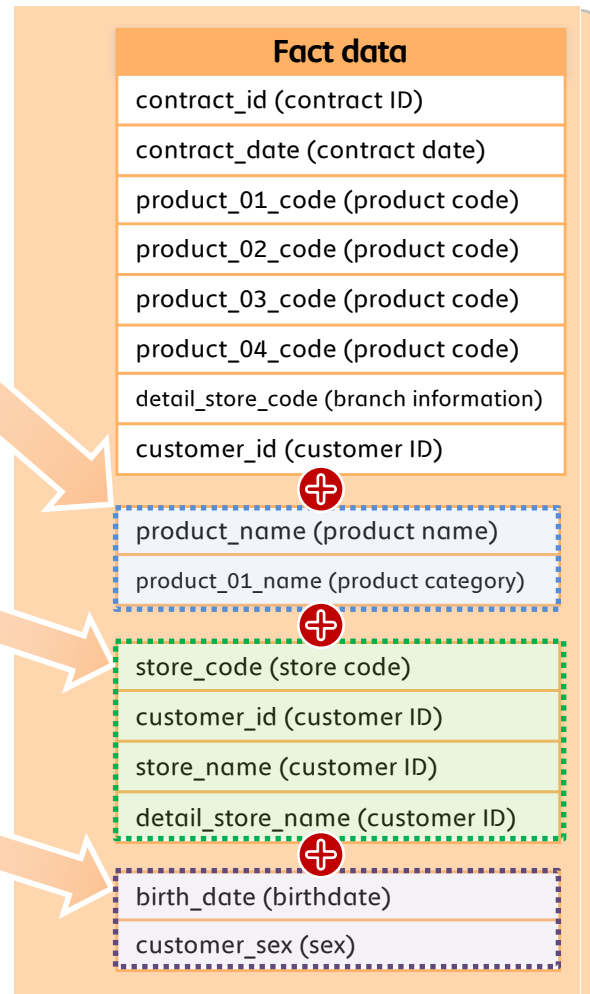 Fact data
contract_id (contract ID)
contract_date (contract date)
product_01_code (product code)
product_02_code (product code)
product_03_code (product code)
product_04_code (product code)
detail_store_code (branch information)
customer_id (customer ID)
product_name (product name)
product_01_name (product category)
store_code (store code)
customer_id (customer ID)
store_name (customer ID)
detail_store_name (customer ID)
birth_date (birthdate)
customer_sex (sex)